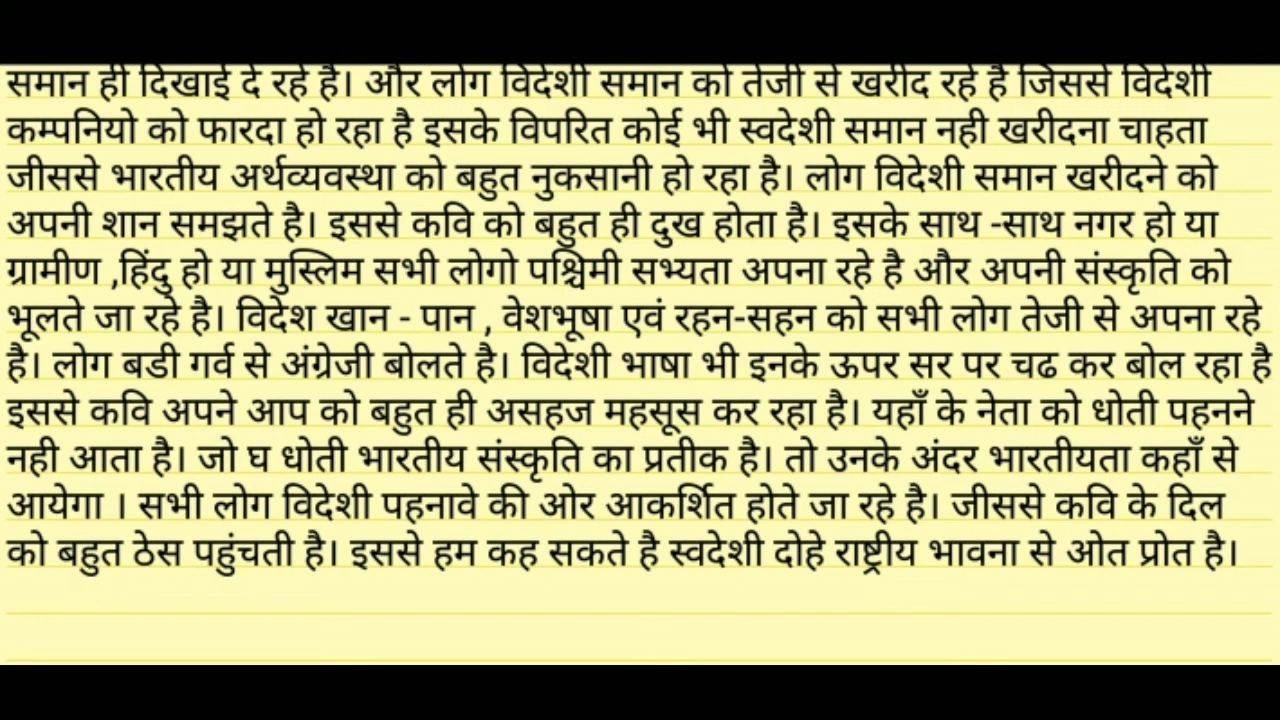 समान ही दिखाई दे रहे है। और लोग विदेशी समान को तेजी से खरीद रहे है जिससे विदेशी
कम्पनियो को फारदा हो रहा है इसके विपरित कोई भी स्वदेशी समान नही खरीदना चाहता
जीससे भारतीय अर्थव्यवस्था को बहुत नुकसानी हो रहा है। लोग विदेशी समान खरीदने को
अपनी शान समझते है। इससे कवि को बहुत ही दुख होता है। इसके साथ -साथ नगर हो या
ग्रामीण ,हिंदु हो या मुस्लिम सभी लोगो पश्चिमी सभ्यता अपना रहे है और अपनी संस्कृति को
भूलते जा रहे है। विदेश खान - पान , वेशभूषा एवं रहन-सहन को सभी लोग तेजी से अपना रहे
है। लोग बडी गर्व से अंग्रेजी बोलते है। विदेशी भाषा भी इनके ऊपर सर पर चढ कर बोल रहा है
इससे कवि अपने आप को बहुत ही असहज महसूस कर रहा है। यहाँ के नेता को धोती पहनने
नही आता है। जो घ धोती भारतीय संस्कृति का प्रतीक है। तो उनके अंदर भारतीयता कहाँ से
आयेगा । सभी लोग विदेशी पहनावे की ओर आकर्शित होते जा रहे है। जीससे कवि के दिल
को बहुत ठेस पहुंचती है। इससे हम कह सकते है स्वदेशी दोहे राष्ट्रीय भावना से ओत प्रोत है।